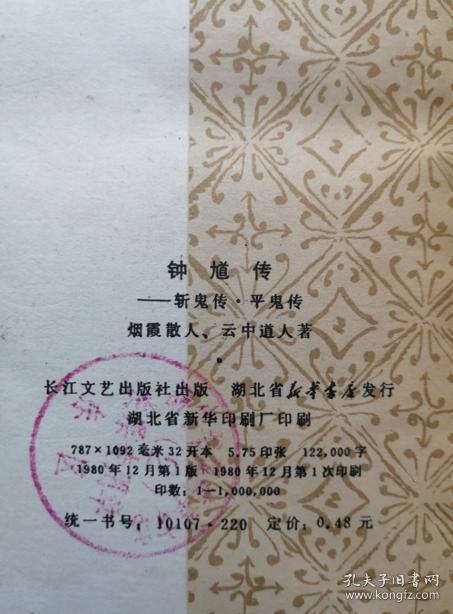 钟馗传
——斩鬼传·平鬼传
烟霞散人、云中道人著
长江文艺出版社出版 湖北省新华书店发行
湖北省新华印刷厂印刷
787×1092毫米32开本 5.75印张 122,000字
1980年12月第1版 1980年12月第1次印刷
印数：1—1,000,000
统一书号：10107·220 定价：0.48元
孔夫子旧书网
www.kongfz.com